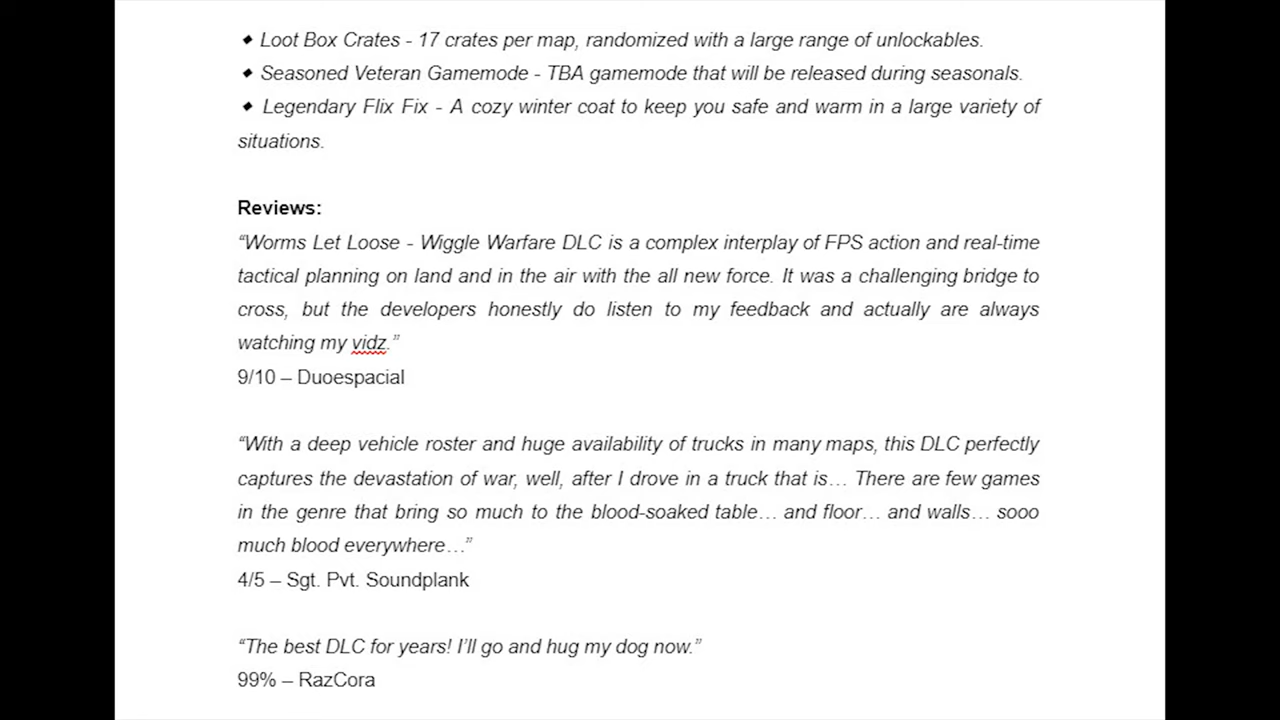 ◆ Loot Box Crates - 17 crates per map, randomized with a large range of unlockables.
◆ Seasoned Veteran Gamemode - TBA gamemode that will be released during seasonals.
◆ Legendary Flix Fix - A cozy winter coat to keep you safe and warm in a large variety of
situations.
Reviews:
“Worms Let Loose - Wiggle Warfare DLC is a complex interplay of FPS action and real-time
tactical planning on land and in the air with the all new force. It was a challenging bridge to
cross, but the developers honestly do listen to my feedback and actually are always
watching my vidz.”
9/10 – Duoespacial
“With a deep vehicle roster and huge availability of trucks in many maps, this DLC perfectly
captures the devastation of war, well, after I drove in a truck that is… There are few games
in the genre that bring so much to the blood-soaked table… and floor… and walls… sooo
much blood everywhere…”
4/5 – Sgt. Pvt. Soundplank
“The best DLC for years! I’ll go and hug my dog now.”
99% – RazCora